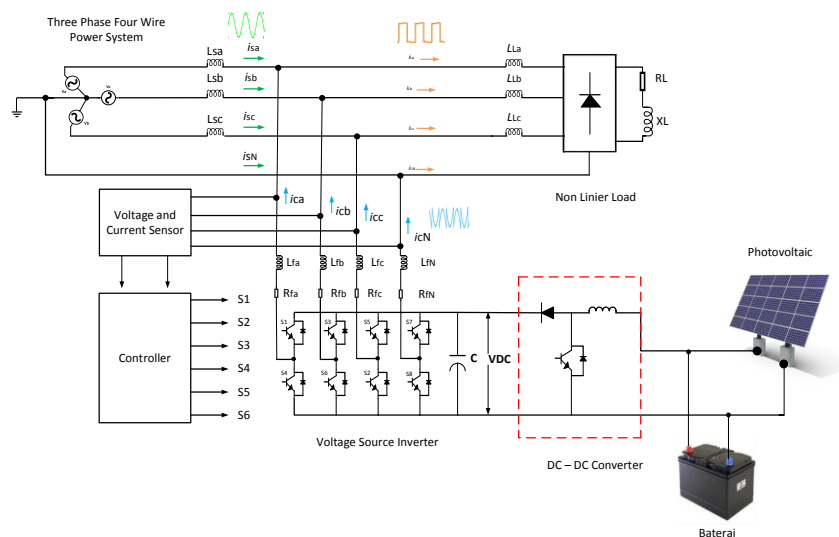 Three Phase Four Wire
Power System
Lsa
isa
LLa
Lsb
isb
LLb
RL
Lsc
isc
LLc
XL
isN
Non Linier Load
Voltage and
Current Sensor
ica
icb
icc
icN
Photovoltaic
Lfa
Lfb
Lfc
LfN
Rfa
Rfb
Rfc
RfN
Controller
S1
S2
S3
S4
S5
S6
S1
S3
S5
S7
S4
S6
S2
S8
C
VDC
Voltage Source Inverter
DC – DC Converter
Baterai